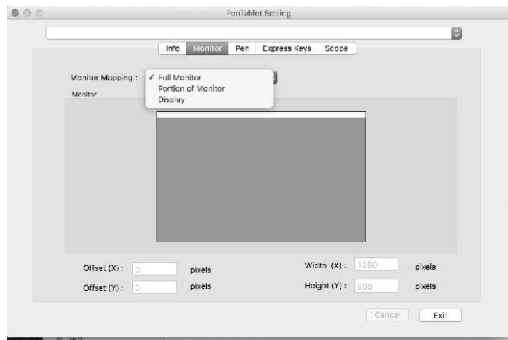 PenTablet Setting
Info Monitor Pen Express Keys Scope
Monitor Mapping : ✓ Full Monitor
Portion of Monitor
Display
Monitor
Offset (X) : 0 pixels Width (X) : 1280 pixels
Offset (Y) : 0 pixels Height (Y) : 800 pixels
Cancel Exit